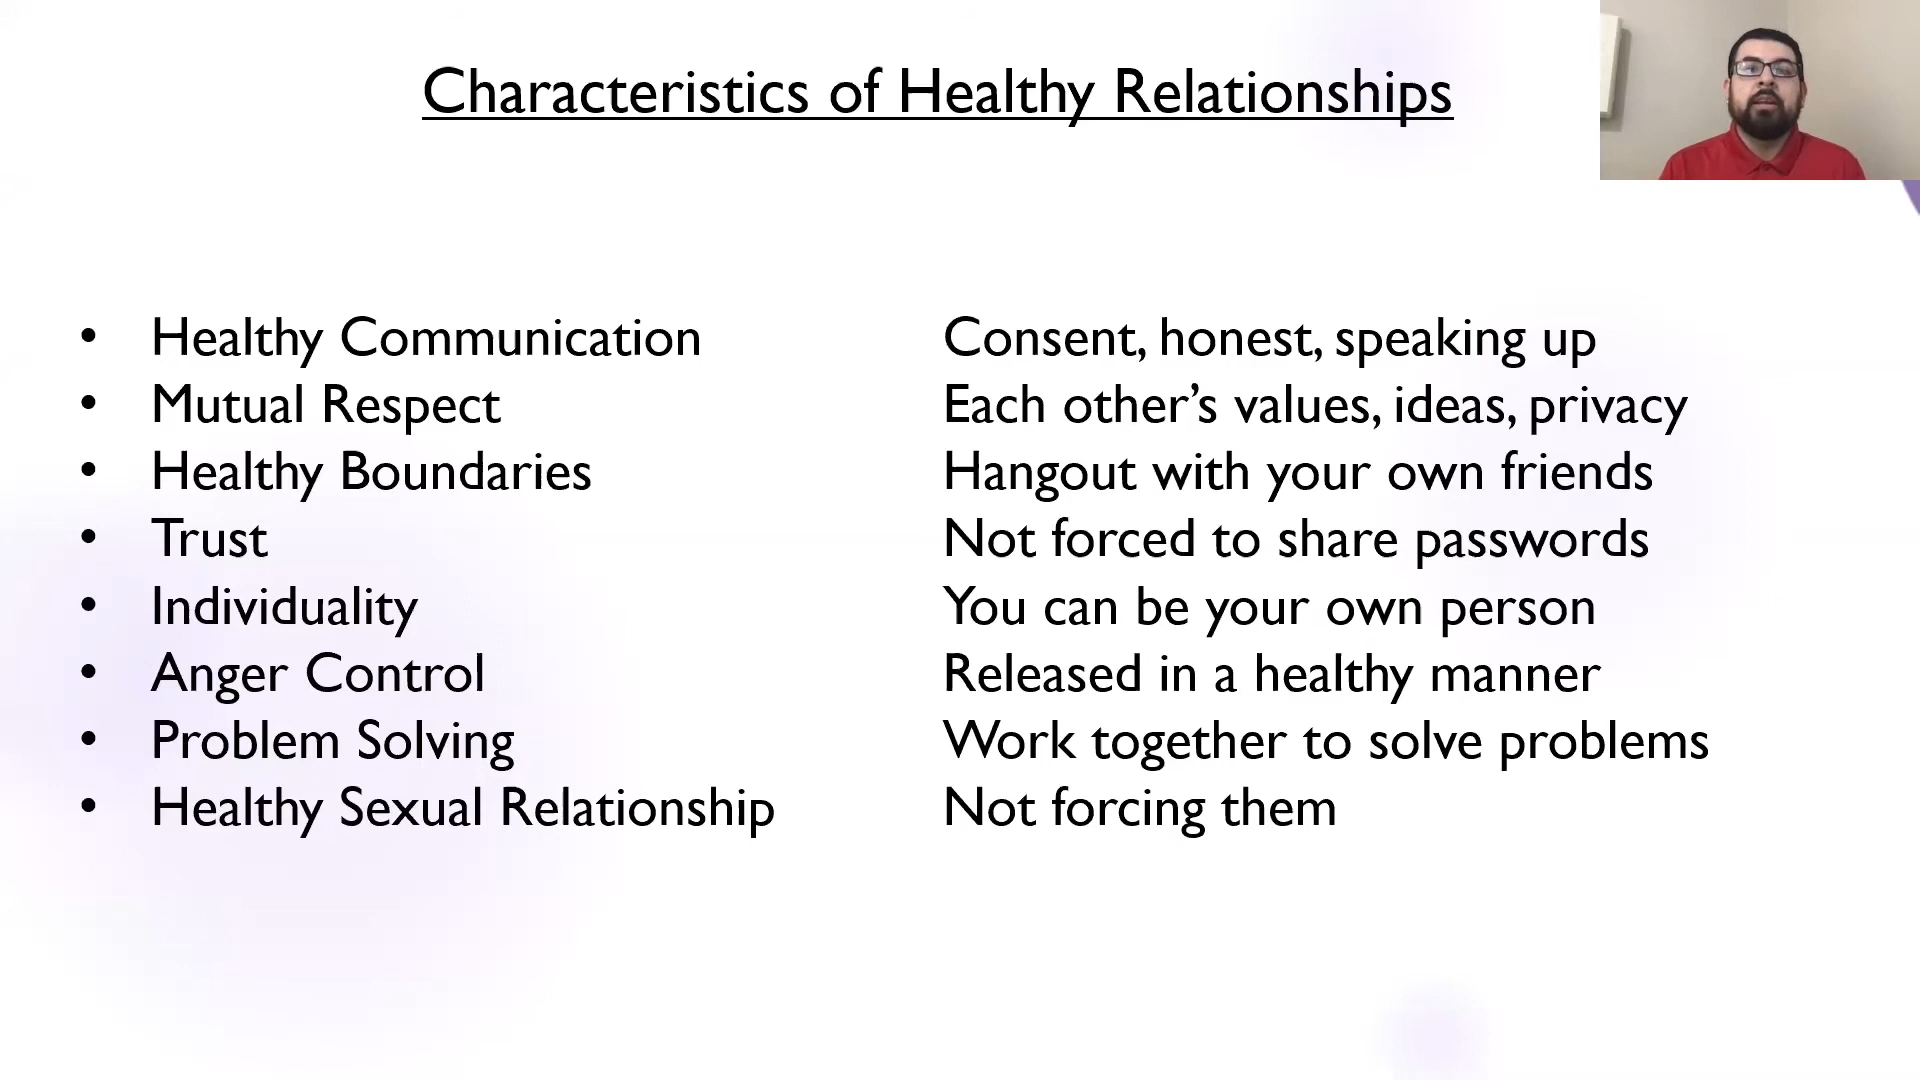 Characteristics of Healthy Relationships
• Healthy Communication Consent, honest, speaking up
• Mutual Respect Each other’s values, ideas, privacy
• Healthy Boundaries Hangout with your own friends
• Trust Not forced to share passwords
• Individuality You can be your own person
• Anger Control Released in a healthy manner
• Problem Solving Work together to solve problems
• Healthy Sexual Relationship Not forcing them